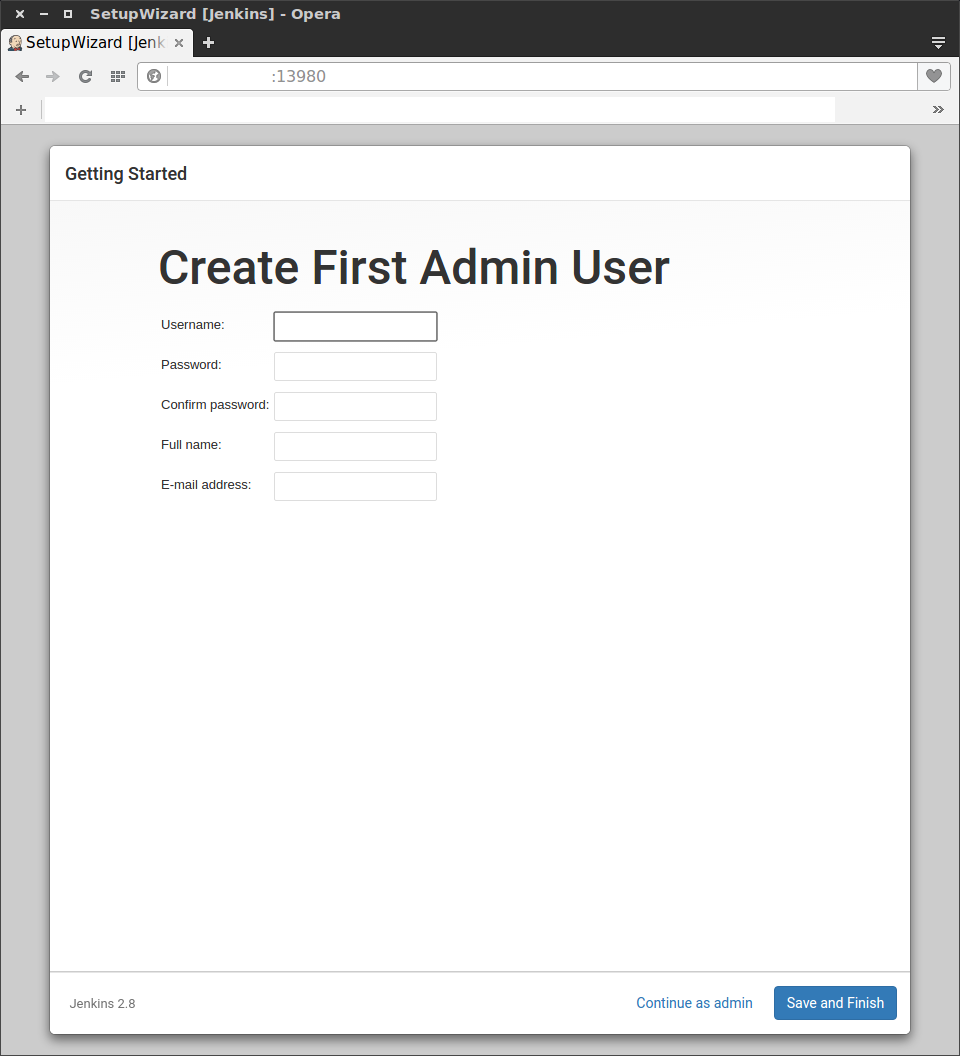 SetupWizard [Jenkins] - Opera
SetupWizard [Jenk
:13980
Getting Started
Create First Admin User
Username:
Password:
Confirm password:
Full name:
E-mail address:
Jenkins 2.8
Continue as admin
Save and Finish